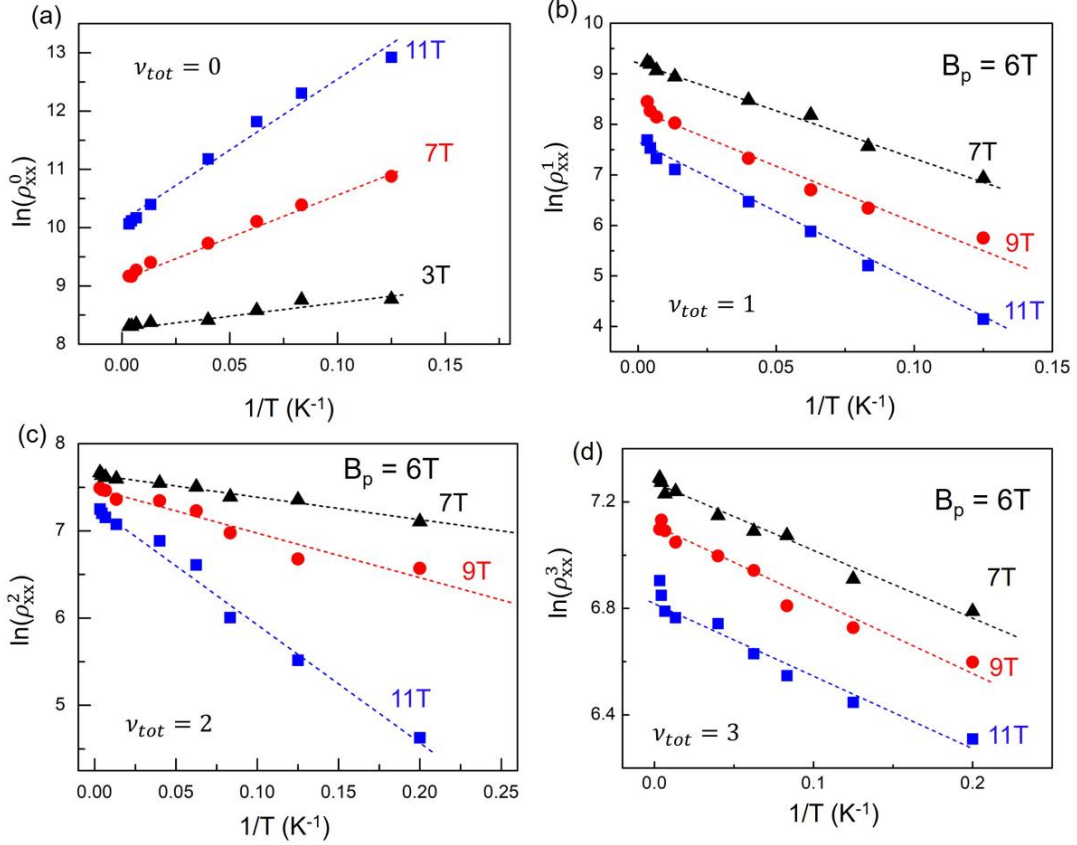 (a)
ν_tot = 0
11T
7T
3T
ln(ρ⁰xx)
13
12
11
10
9
8
0.00 0.05 0.10 0.15
1/T (K⁻¹)
(b)
B_p = 6T
7T
9T
11T
ν_tot = 1
ln(ρ¹xx)
10
9
8
7
6
5
4
0.00 0.05 0.10 0.15
1/T (K⁻¹)
(c)
B_p = 6T
7T
9T
11T
ν_tot = 2
ln(ρ²xx)
8
7
6
5
0.00 0.05 0.10 0.15 0.20 0.25
1/T (K⁻¹)
(d)
B_p = 6T
7T
9T
11T
ν_tot = 3
ln(ρ³xx)
7.2
6.8
6.4
0.0 0.1 0.2
1/T (K⁻¹)